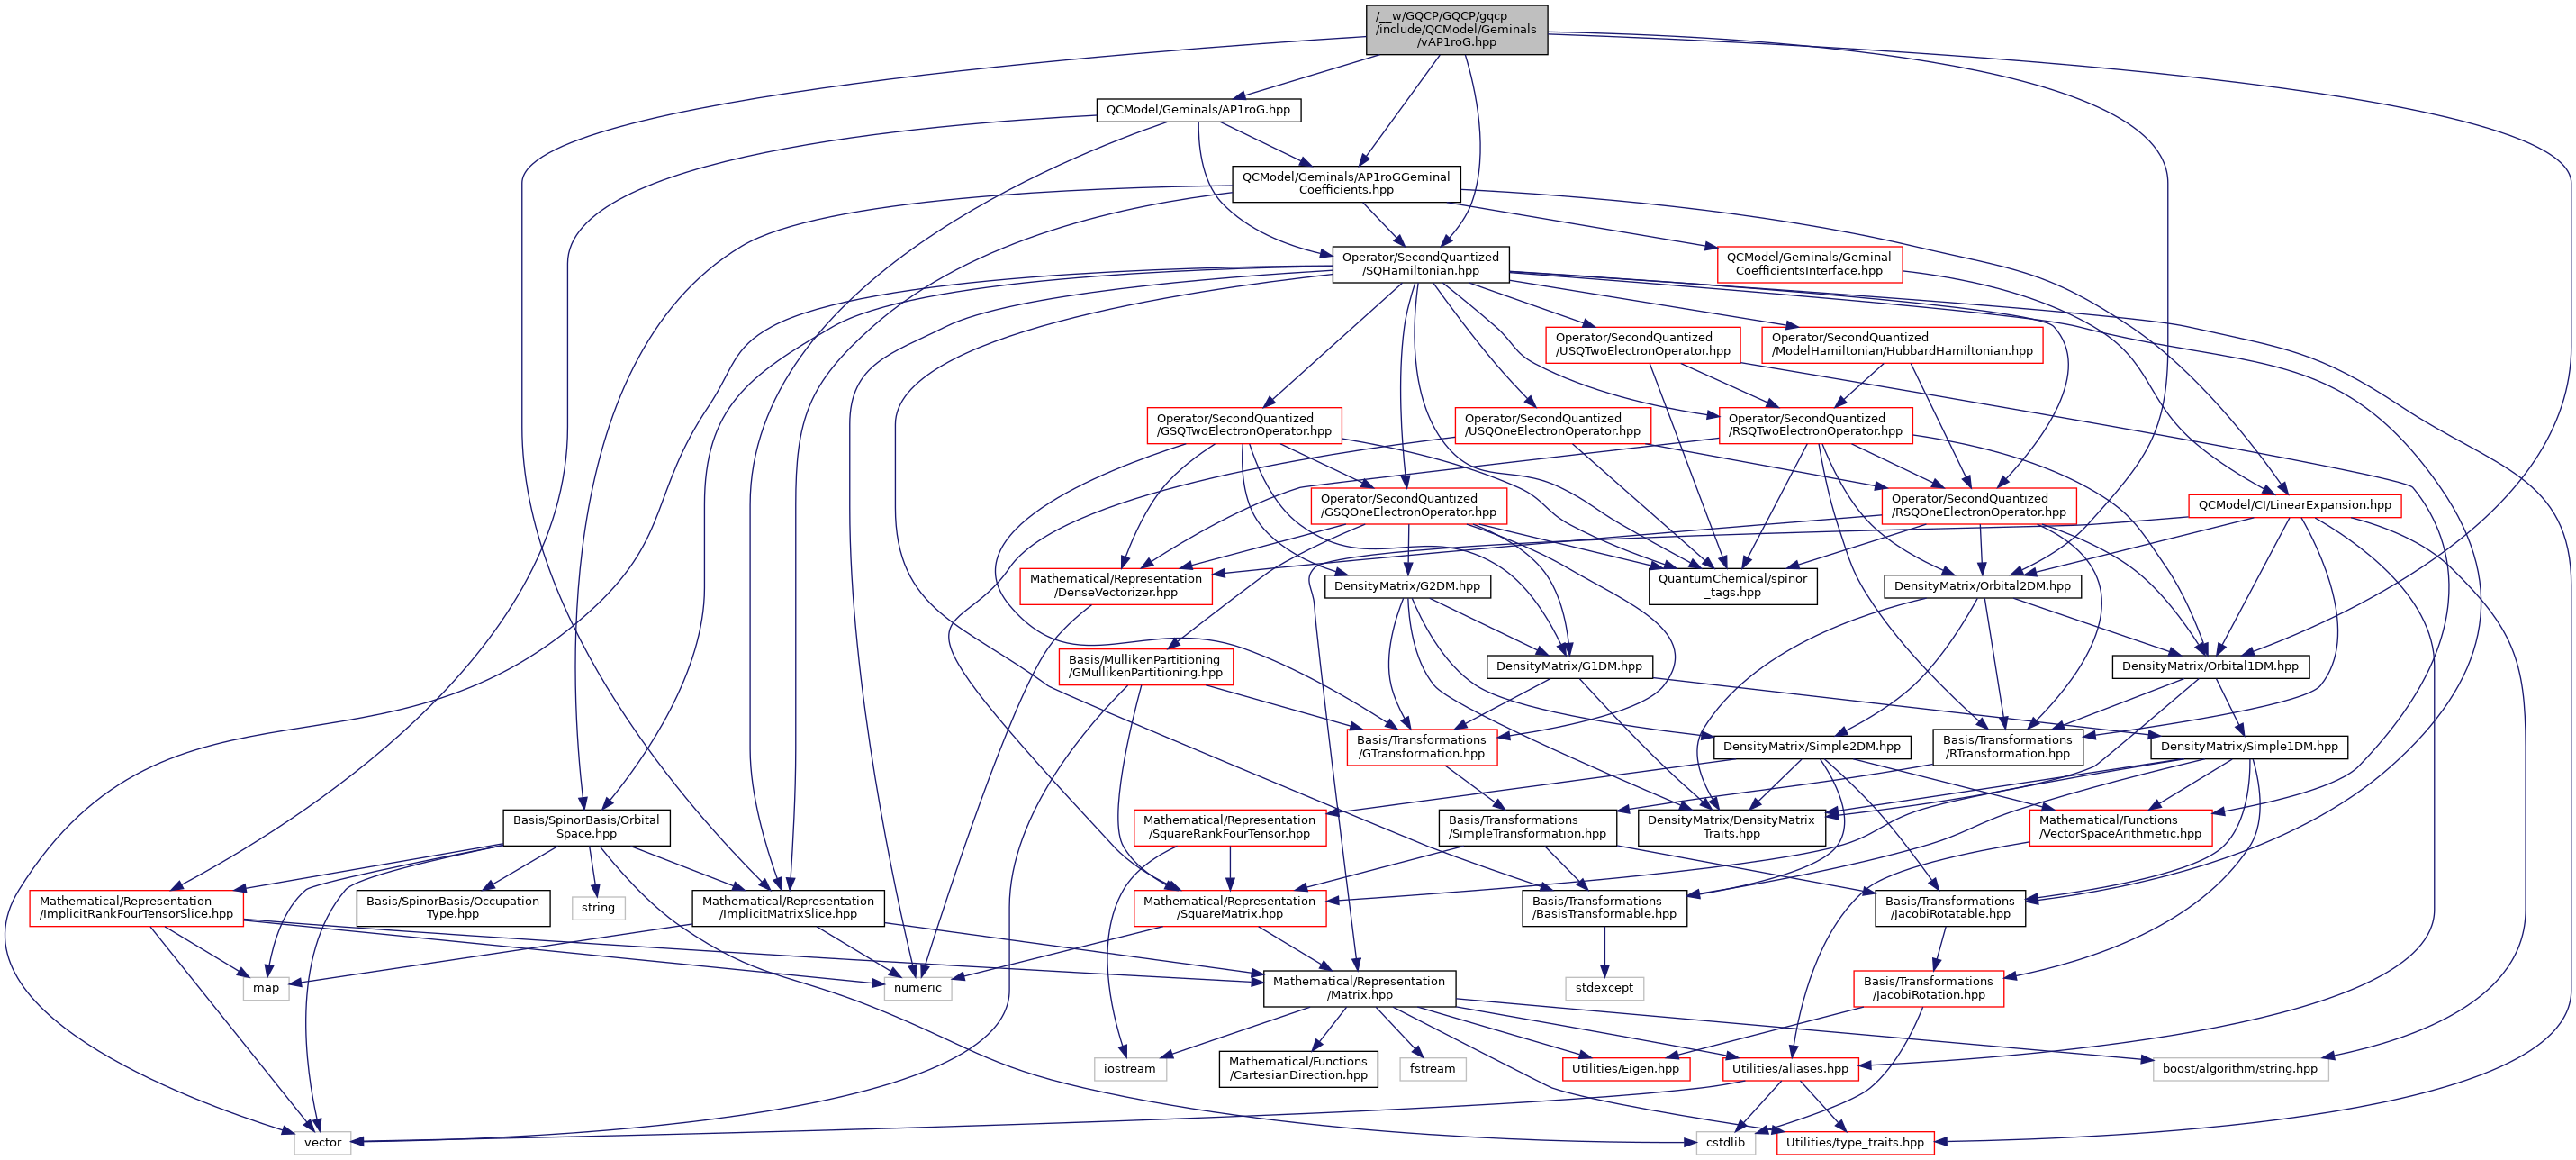 /__w/GQCP/GQCP/gqcp
/include/QCModel/Geminals
/vAP1roG.hpp
QCModel/Geminals/AP1roG.hpp
QCModel/Geminals/AP1roGGeminal
Coefficients.hpp
Operator/SecondQuantized
/SQHamiltonian.hpp
QCModel/Geminals/Geminal
CoefficientsInterface.hpp
Operator/SecondQuantized
/USQTwoElectronOperator.hpp
Operator/SecondQuantized
/ModelHamiltonian/HubbardHamiltonian.hpp
Operator/SecondQuantized
/GSQTwoElectronOperator.hpp
Operator/SecondQuantized
/USQOneElectronOperator.hpp
Operator/SecondQuantized
/RSQTwoElectronOperator.hpp
Operator/SecondQuantized
/GSQOneElectronOperator.hpp
Operator/SecondQuantized
/RSQOneElectronOperator.hpp
QCModel/CI/LinearExpansion.hpp
Mathematical/Representation
/DenseVectorizer.hpp
DensityMatrix/G2DM.hpp
QuantumChemical/spinor
_tags.hpp
DensityMatrix/Orbital2DM.hpp
Basis/MullikenPartitioning
/GMullikenPartitioning.hpp
DensityMatrix/G1DM.hpp
DensityMatrix/Orbital1DM.hpp
Basis/Transformations
/GTransformation.hpp
DensityMatrix/Simple2DM.hpp
Basis/Transformations
/RTransformation.hpp
DensityMatrix/Simple1DM.hpp
Basis/SpinorBasis/Orbital
Space.hpp
Mathematical/Representation
/SquareRankFourTensor.hpp
Basis/Transformations
/SimpleTransformation.hpp
DensityMatrix/DensityMatrix
Traits.hpp
Mathematical/Functions
/VectorSpaceArithmetic.hpp
Mathematical/Representation
/ImplicitRankFourTensorSlice.hpp
Basis/SpinorBasis/Occupation
Type.hpp
string
Mathematical/Representation
/ImplicitMatrixSlice.hpp
Mathematical/Representation
/SquareMatrix.hpp
Basis/Transformations
/BasisTransformable.hpp
Basis/Transformations
/JacobiRotatable.hpp
map
numeric
Mathematical/Representation
/Matrix.hpp
stdexcept
Basis/Transformations
/JacobiRotation.hpp
iostream
Mathematical/Functions
/CartesianDirection.hpp
fstream
Utilities/Eigen.hpp
Utilities/aliases.hpp
boost/algorithm/string.hpp
vector
cstdlib
Utilities/type_traits.hpp